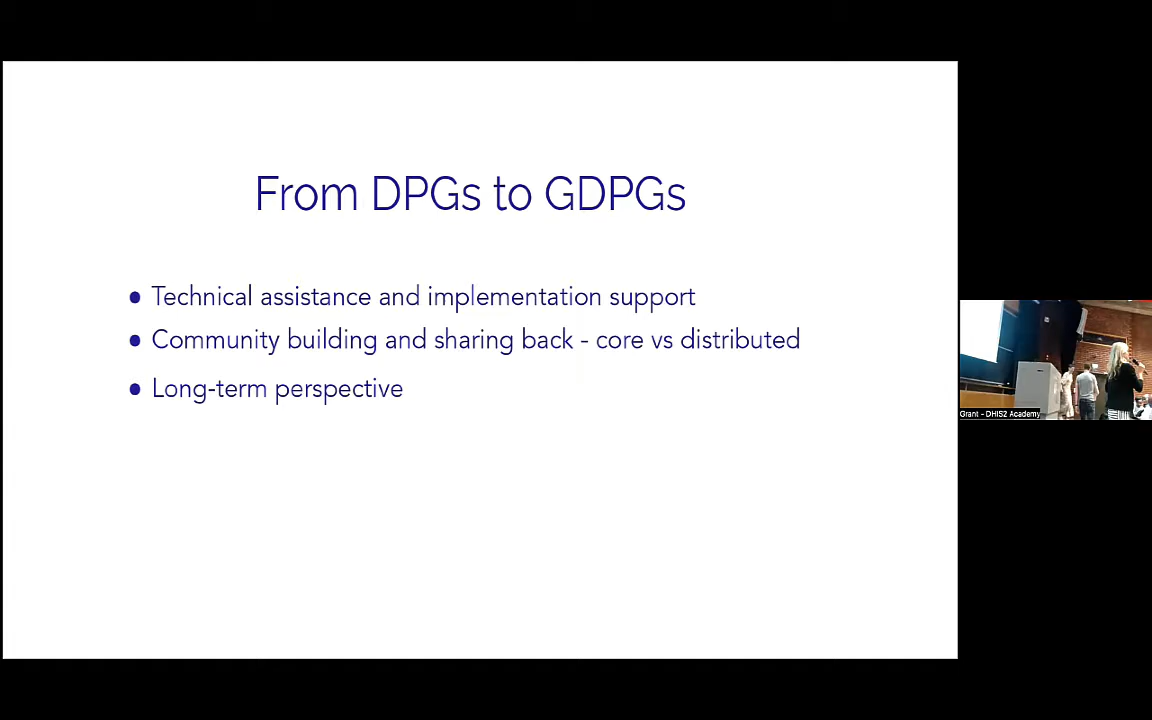 From DPGs to GDPGs
● Technical assistance and implementation support
● Community building and sharing back - core vs distributed
● Long-term perspective
Grant - DHIS2 Academy